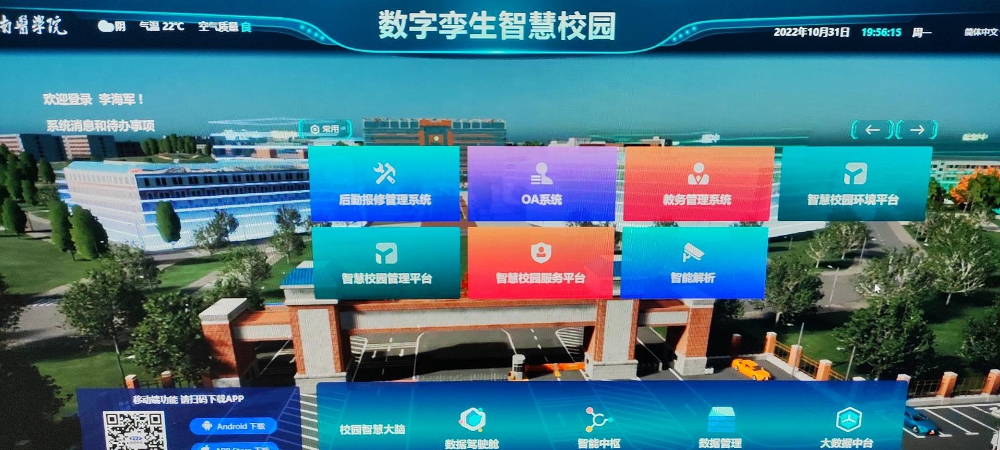 南醫學院
阴 气温 22℃ 空气质量 良
数字孪生智慧校园
2022年10月31日 19:56:15 周一
简体中文
欢迎登录 李海军！
系统消息和待办事项
常用
后勤报修管理系统
OA系统
教务管理系统
智慧校园环境平台
智慧校园管理平台
智慧校园服务平台
智能解析
移动端功能 请扫码下载APP
Android 下载
APP Store 下载
校园智慧大脑
数据驾驶舱
智能中枢
数据管理
大数据中台